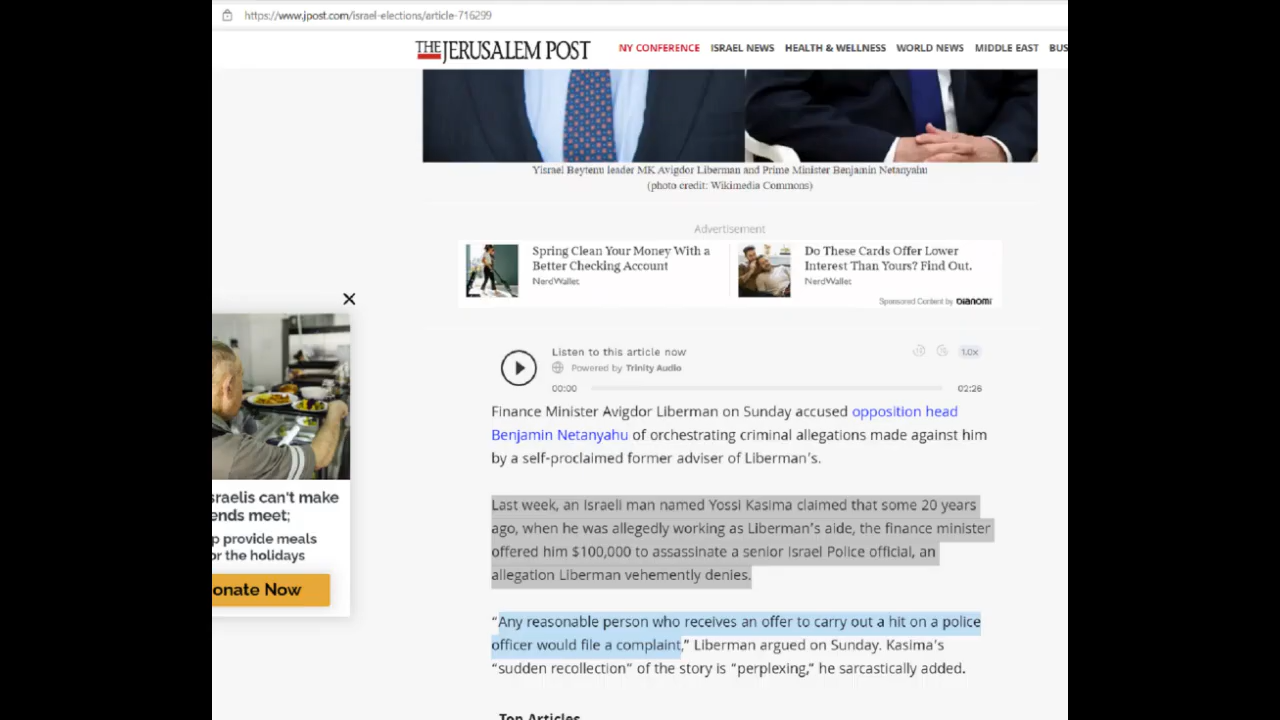 https://www.jpost.com/israel-elections/article-716299
THE JERUSALEM POST
NY CONFERENCE ISRAEL NEWS HEALTH & WELLNESS WORLD NEWS MIDDLE EAST BUS
Yisrael Beytenu leader MK Avigdor Liberman and Prime Minister Benjamin Netanyahu
(photo credit: Wikimedia Commons)
Advertisement
Spring Clean Your Money With a
Better Checking Account
NerdWallet
Do These Cards Offer Lower
Interest Than Yours? Find Out.
NerdWallet
Sponsored Content by DIANOMI
Listen to this article now
1.0x
Powered by Trinity Audio
00:00
02:26
Finance Minister Avigdor Liberman on Sunday accused opposition head
Benjamin Netanyahu of orchestrating criminal allegations made against him
by a self-proclaimed former adviser of Liberman's.
Last week, an Israeli man named Yossi Kasima claimed that some 20 years
ago, when he was allegedly working as Liberman's aide, the finance minister
offered him $100,000 to assassinate a senior Israel Police official, an
allegation Liberman vehemently denies.
“Any reasonable person who receives an offer to carry out a hit on a police
officer would file a complaint,” Liberman argued on Sunday. Kasima's
“sudden recollection” of the story is “perplexing,” he sarcastically added.
Top Articles
sraelis can't make
ends meet;
p provide meals
or the holidays
onate Now